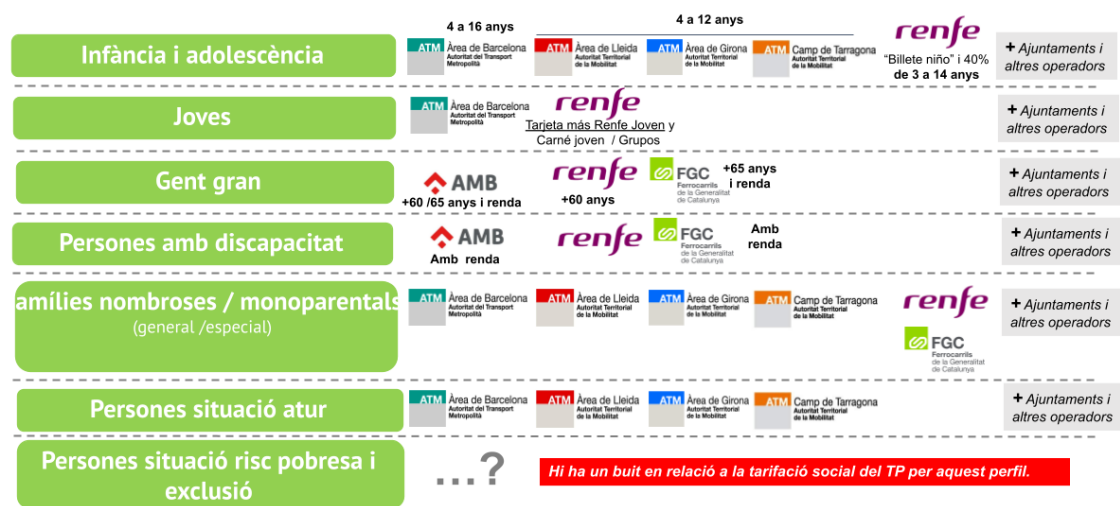 4 a 16 anys
4 a 12 anys
Infància i adolescència
ATM Àrea de Barcelona
Autoritat del Transport
Metropolità
ATM Àrea de Lleida
Autoritat Territorial
de la Mobilitat
ATM Àrea de Girona
Autoritat Territorial
de la Mobilitat
ATM Camp de Tarragona
Autoritat Territorial
de la Mobilitat
renfe
“Billete niño” i 40%
de 3 a 14 anys
+ Ajuntaments i
altres operadors
Joves
ATM Àrea de Barcelona
Autoritat del Transport
Metropolità
renfe
Tarjeta más Renfe Joven y
Carné joven / Grupos
+ Ajuntaments i
altres operadors
Gent gran
AMB
+60 /65 anys i renda
renfe
+60 anys
FGC
Ferrocarrils
de la Generalitat
de Catalunya
+65 anys
i renda
+ Ajuntaments i
altres operadors
Persones amb discapacitat
AMB
Amb renda
renfe
FGC
Ferrocarrils
de la Generalitat
de Catalunya
Amb
renda
+ Ajuntaments i
altres operadors
amílies nombroses / monoparentals
(general /especial)
ATM Àrea de Barcelona
Autoritat del Transport
Metropolità
ATM Àrea de Lleida
Autoritat Territorial
de la Mobilitat
ATM Àrea de Girona
Autoritat Territorial
de la Mobilitat
ATM Camp de Tarragona
Autoritat Territorial
de la Mobilitat
renfe
FGC
Ferrocarrils
de la Generalitat
de Catalunya
+ Ajuntaments i
altres operadors
Persones situació atur
ATM Àrea de Barcelona
Autoritat del Transport
Metropolità
ATM Àrea de Lleida
Autoritat Territorial
de la Mobilitat
ATM Àrea de Girona
Autoritat Territorial
de la Mobilitat
ATM Camp de Tarragona
Autoritat Territorial
de la Mobilitat
+ Ajuntaments i
altres operadors
Persones situació risc pobresa i
exclusió
...?
Hi ha un buit en relació a la tarifació social del TP per aquest perfil.